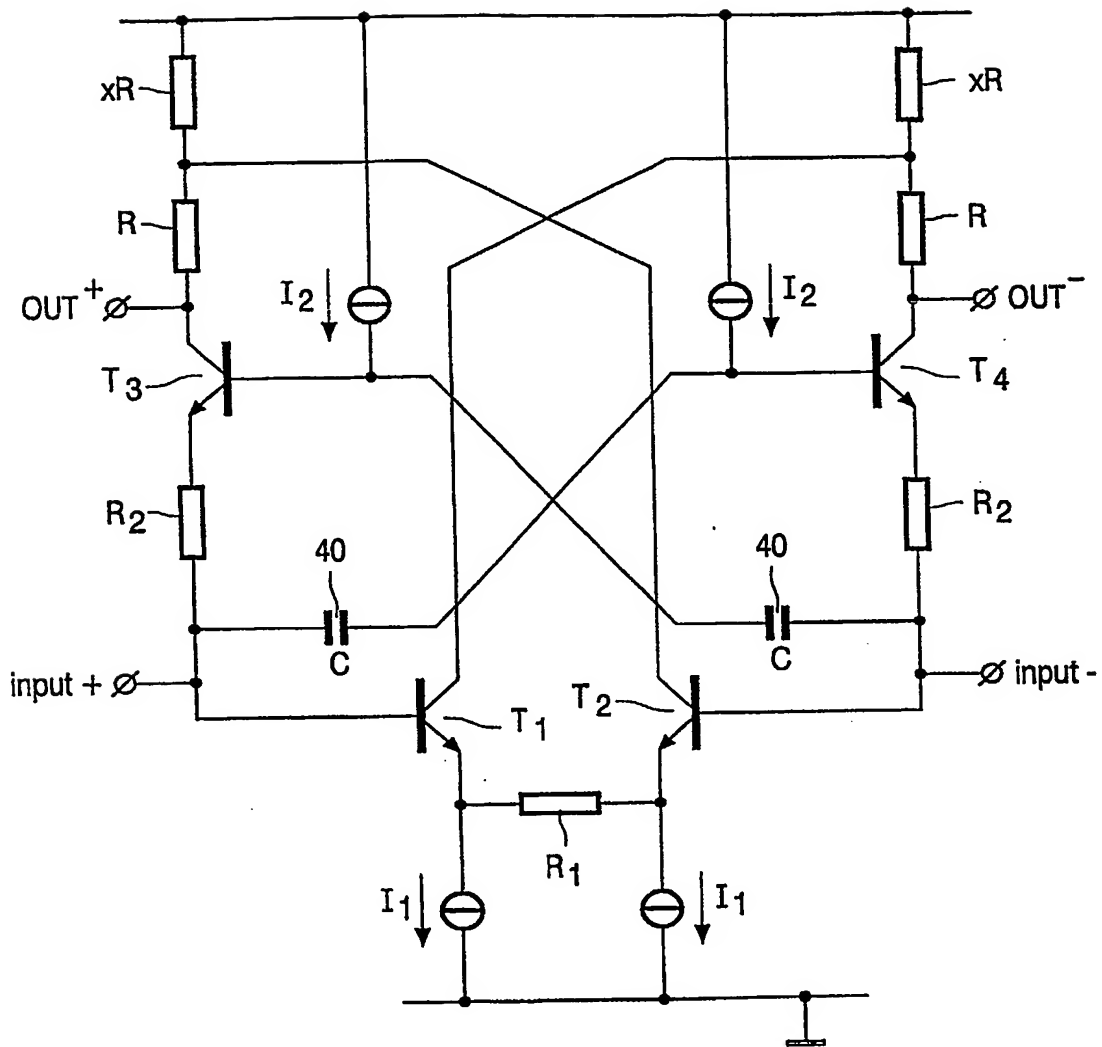 xR
xR
R
R
OUT +
I2
I2
OUT -
T3
T4
R2
R2
40
40
C
C
input +
input -
T1
T2
R1
I1
I1